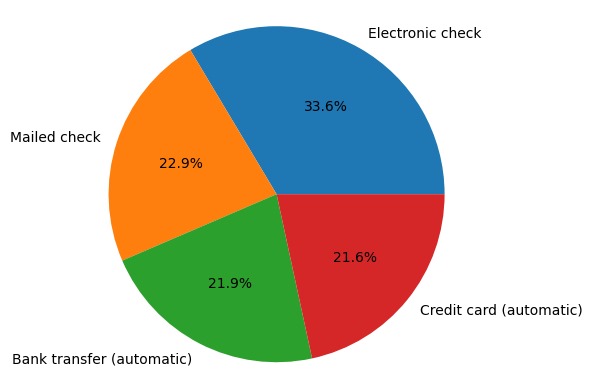 Electronic check
33.6%
Mailed check
22.9%
21.9%
Bank transfer (automatic)
21.6%
Credit card (automatic)